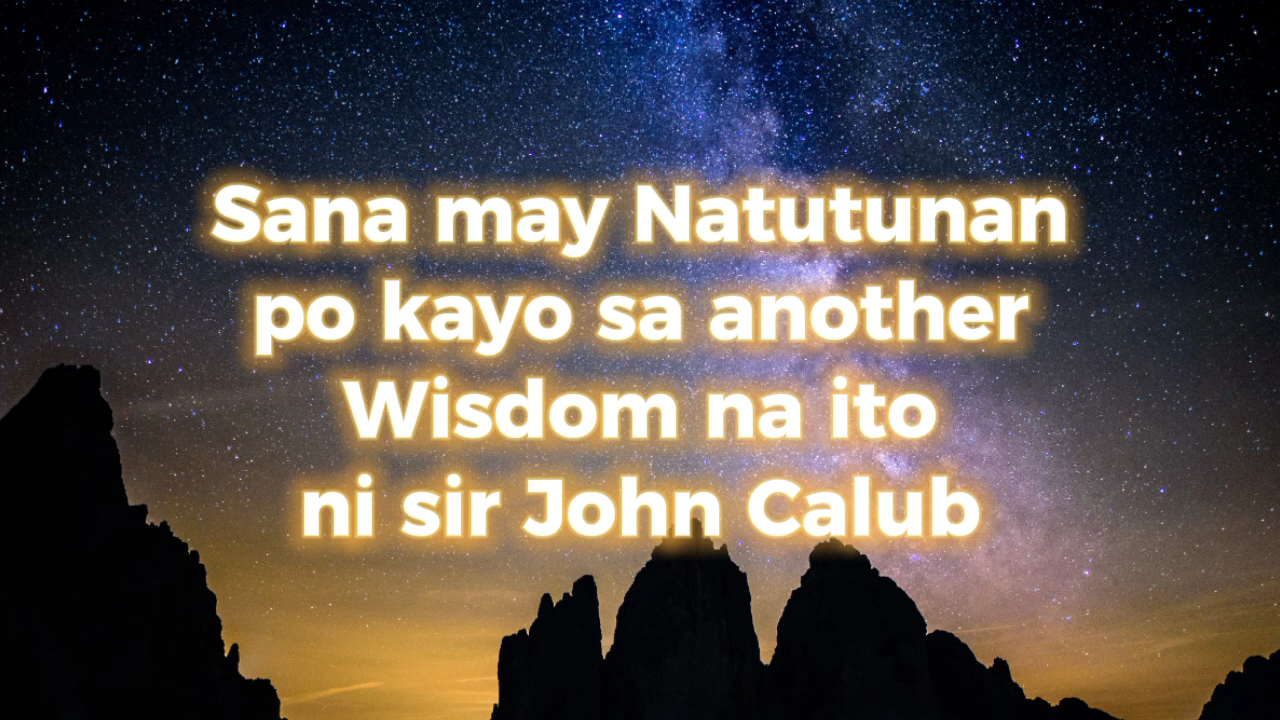 Sana may Natutunan
po kayo sa another
Wisdom na ito
ni sir John Calub